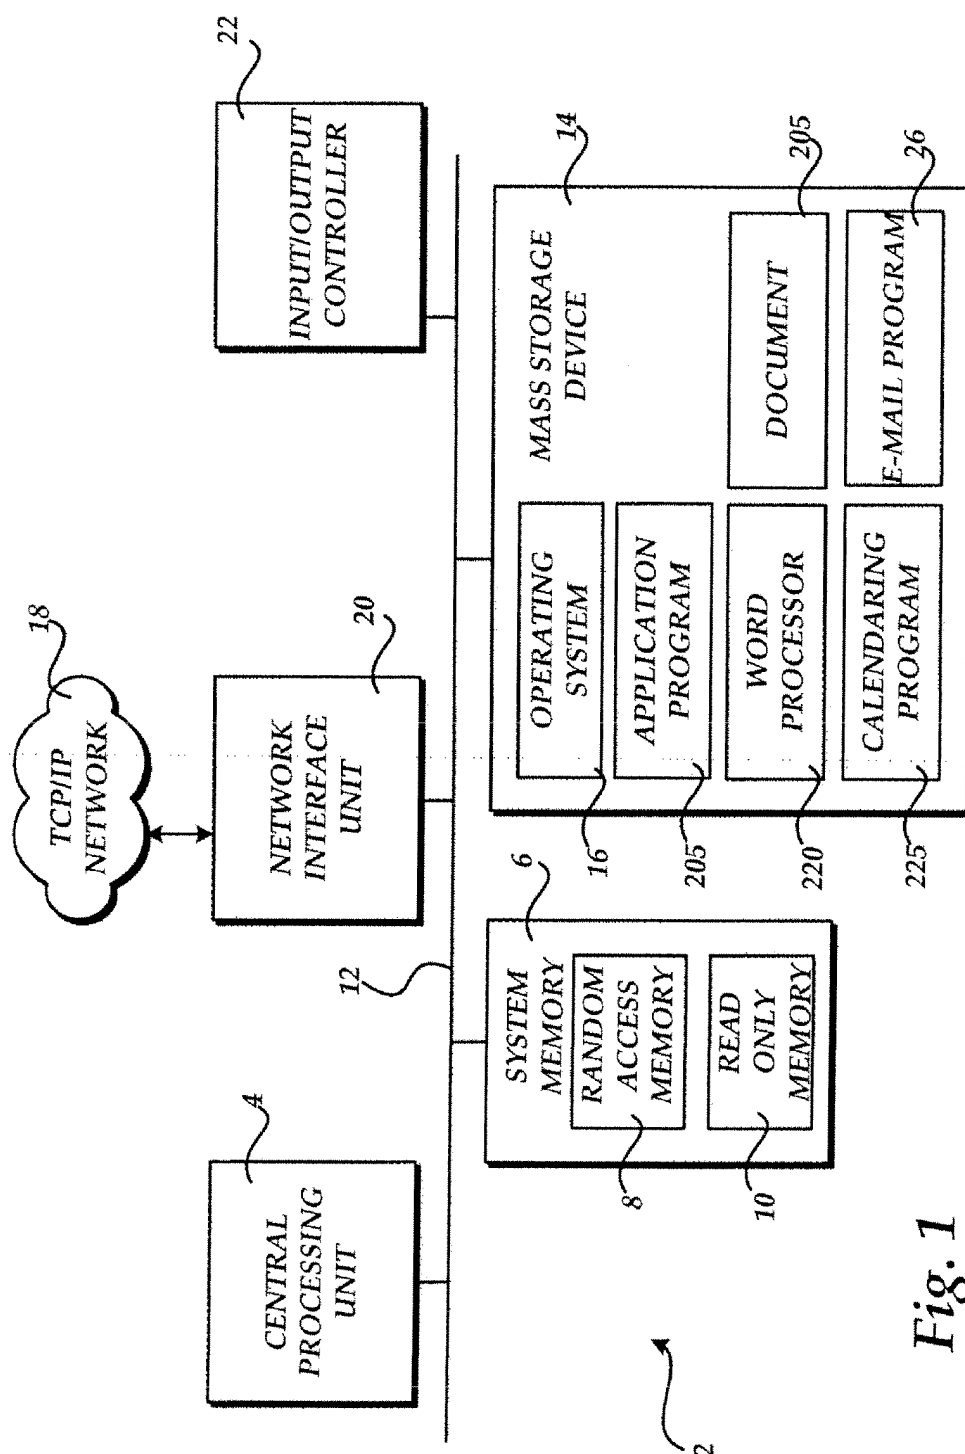 18
TCP/IP
NETWORK
4
CENTRAL
PROCESSING
UNIT
20
NETWORK
INTERFACE
UNIT
22
INPUT/OUTPUT
CONTROLLER
12
6
SYSTEM
MEMORY
RANDOM
ACCESS
MEMORY
8
READ
ONLY
MEMORY
10
14
MASS STORAGE
DEVICE
OPERATING
SYSTEM
16
APPLICATION
PROGRAM
205
WORD
PROCESSOR
220
DOCUMENT
205
CALENDARING
PROGRAM
225
E-MAIL PROGRAM
26
2
Fig. 1